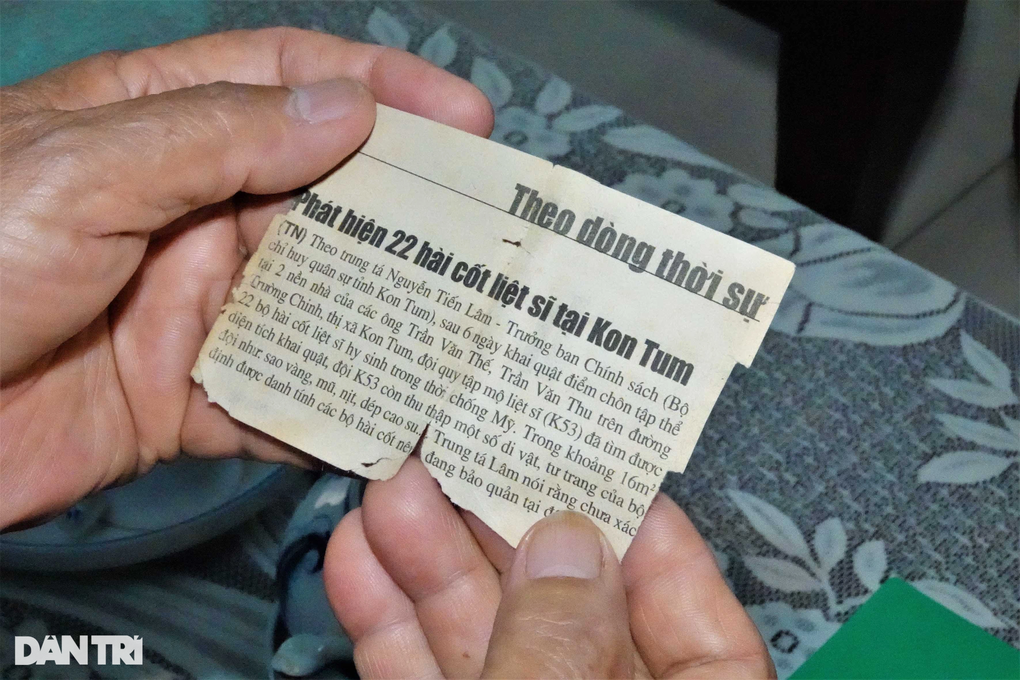 Theo dòng thời sự
Phát hiện 22 hài cốt liệt sĩ tại Kon Tum
(TN) Theo trung tá Nguyễn Tiến Lâm - Trưởng ban Chính sách (Bộ
chỉ huy quân sự tỉnh Kon Tum), sau 6 ngày khai quật điểm chôn tập thể
tại 2 nền nhà của các ông Trần Văn Thế, Trần Văn Thu trên đường
Trường Chinh, thị xã Kon Tum, đội quy tập mộ liệt sĩ (K53) đã tìm được
22 bộ hài cốt liệt sĩ hy sinh trong thời chống Mỹ. Trong khoảng 16m²
diện tích khai quật, đội K53 còn thu thập một số di vật, tư trang của bộ
đội như: sao vàng, mũ, nịt, dép cao su... Trung tá Lâm nói rằng chưa xác
định được danh tính các bộ hài cốt nên đang bảo quản tại
DÂN TRÍ